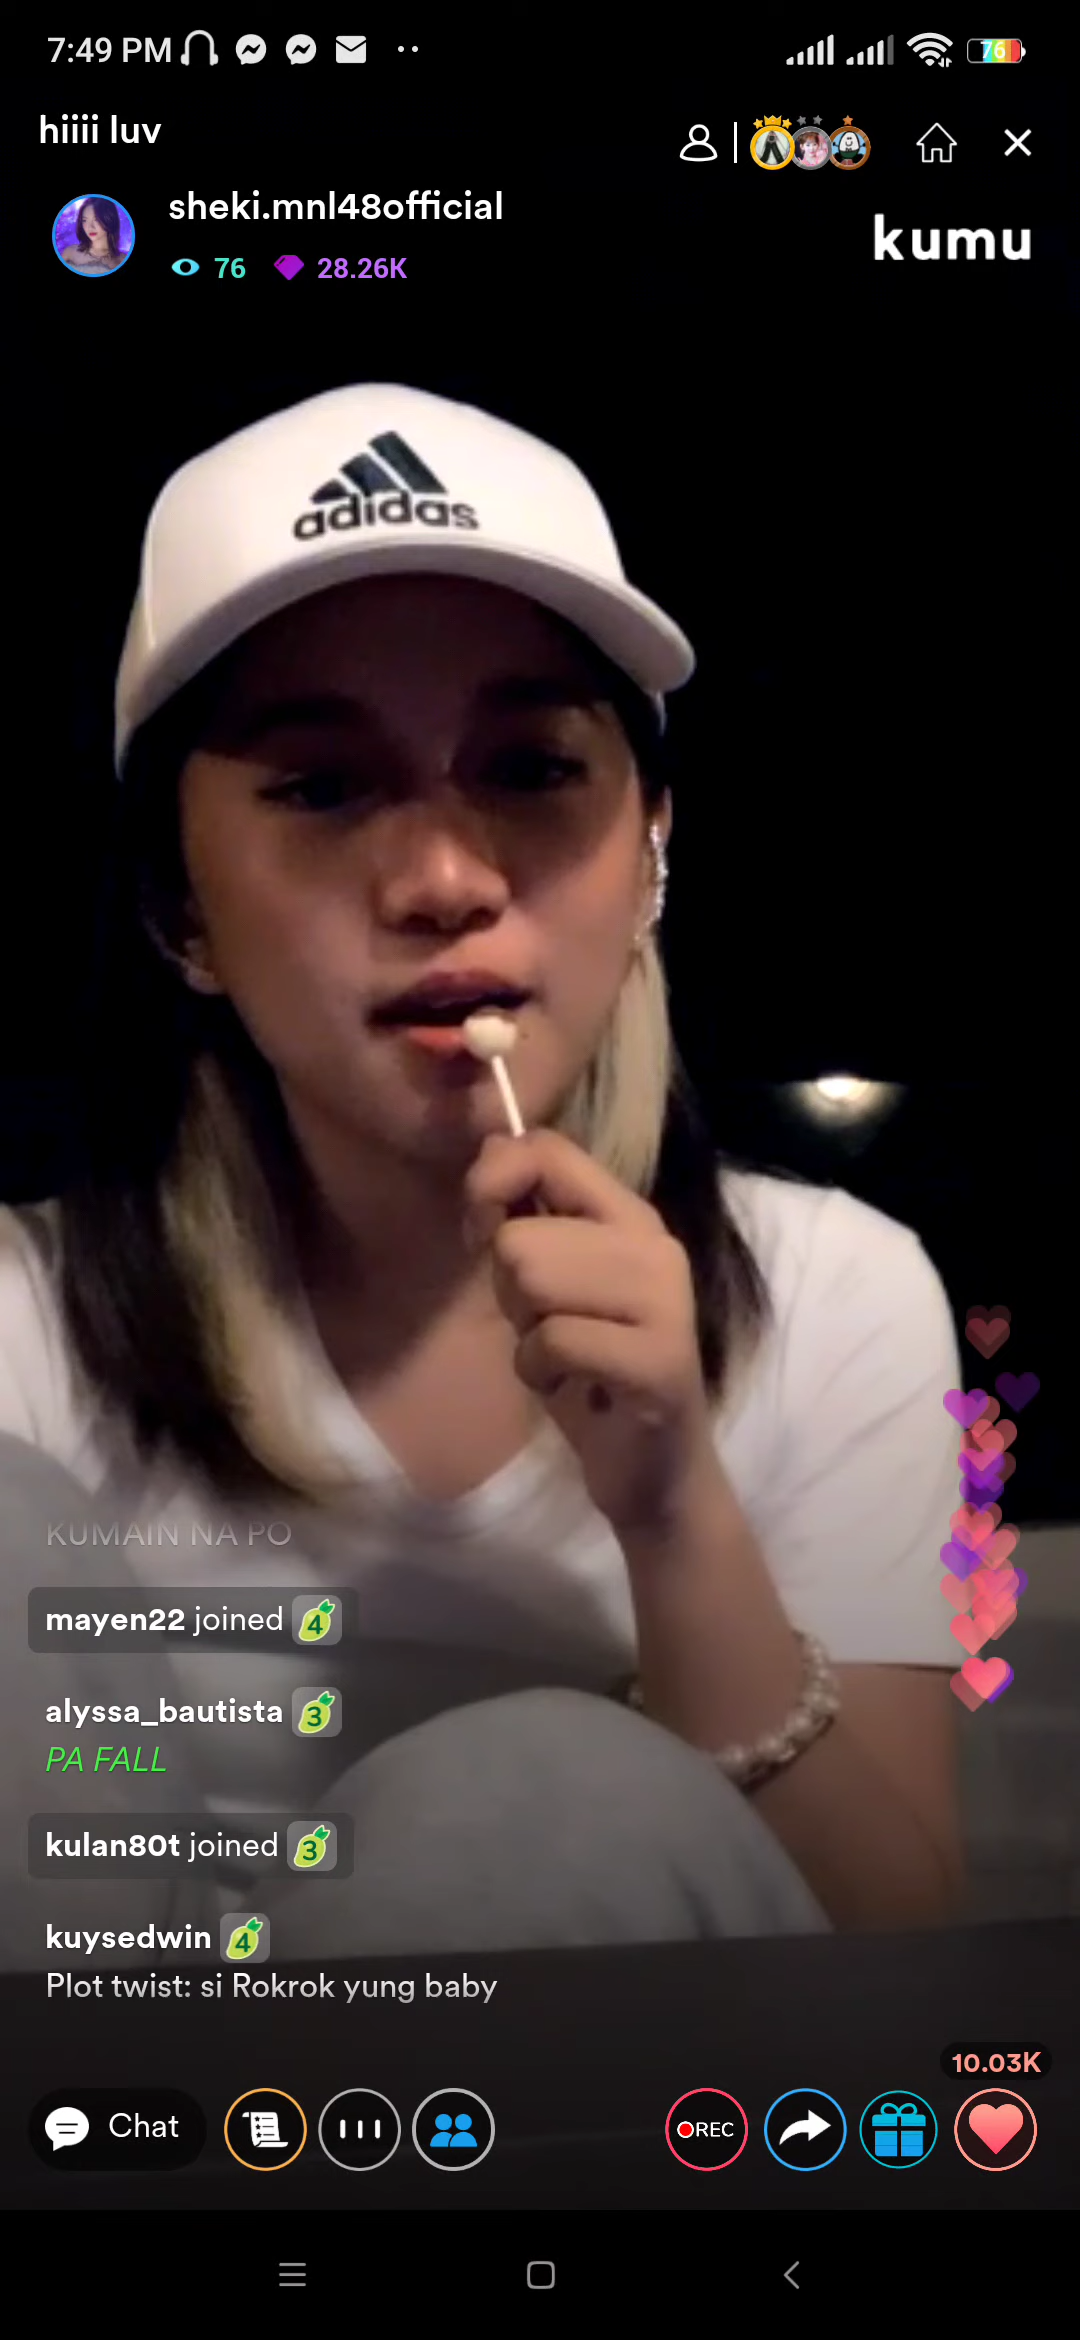 7:49 PM
76
hiiii luv
sheki.mnl48official
76 28.26K
kumu
adidas
KUMAIN NA PO
mayen22 joined 4
alyssa_bautista 3
PA FALL
kulan80t joined 3
kuysedwin 4
Plot twist: si Rokrok yung baby
10.03K
Chat
REC